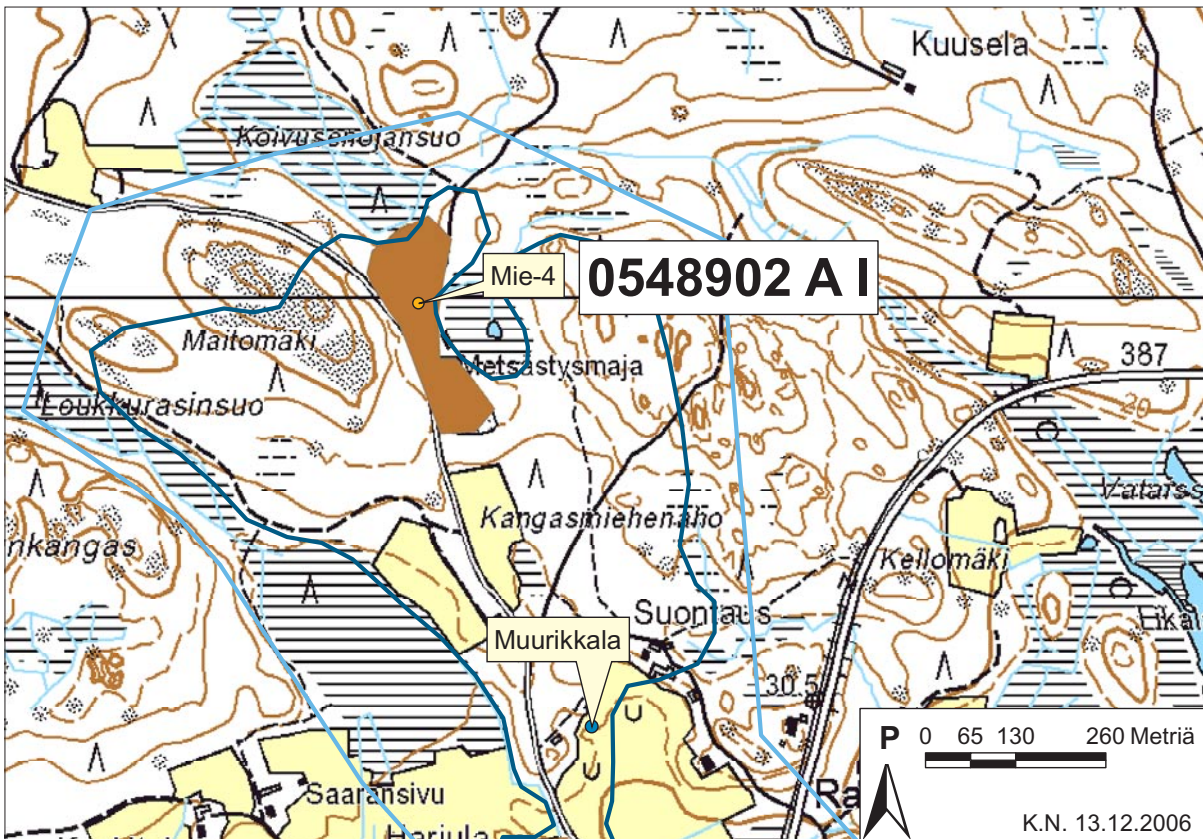 Kuusela
Koivusenojansuo
Mie-4
0548902 A I
Maitomäki
Metsästysmaja
387
Loukkurasinsuo
20
Kangasmiehenaho
nkangas
Kellomäki
Suontaus
Muurikkala
30.5
P 0 65 130 260 Metriä
Saaransivu
Harjula
K.N. 13.12.2006